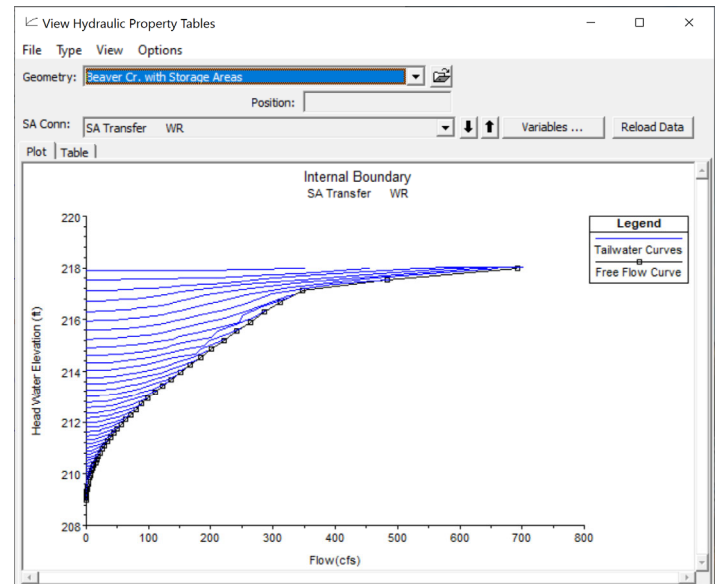 View Hydraulic Property Tables
File Type View Options
Geometry: Beaver Cr. with Storage Areas
Position:
SA Conn: SA Transfer WR Variables ... Reload Data
Plot Table
Internal Boundary
SA Transfer WR
Legend
Tailwater Curves
Free Flow Curve
Head Water Elevation (ft)
220
218
216
214
212
210
208
0 100 200 300 400 500 600 700 800
Flow(cfs)